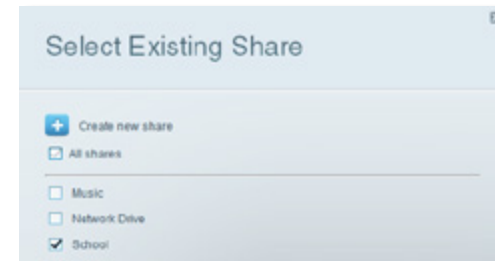 Select Existing Share
Create new share
All shares
Music
Network Drive
School